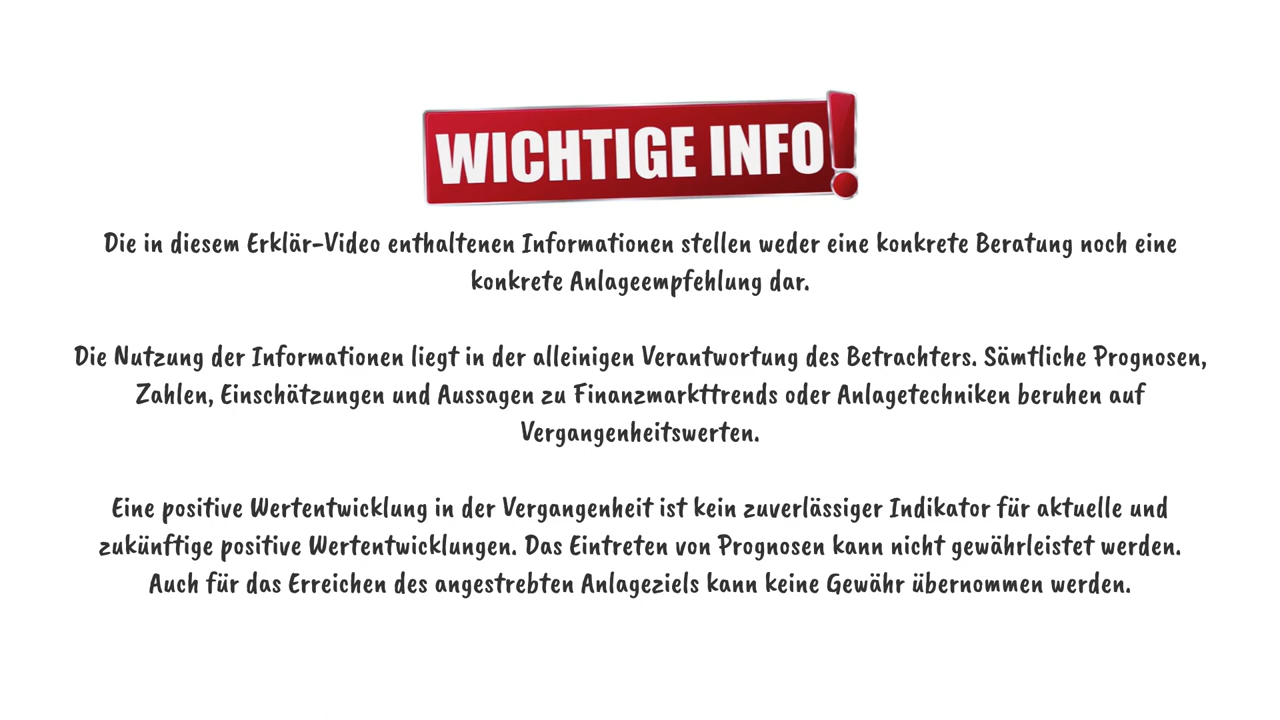 WICHTIGE INFO!
Die in diesem Erklär-Video enthaltenen Informationen stellen weder eine konkrete Beratung noch eine
konkrete Anlageempfehlung dar.
Die Nutzung der Informationen liegt in der alleinigen Verantwortung des Betrachters. Sämtliche Prognosen,
Zahlen, Einschätzungen und Aussagen zu Finanzmarkttrends oder Anlagetechniken beruhen auf
Vergangenheitswerten.
Eine positive Wertentwicklung in der Vergangenheit ist kein zuverlässiger Indikator für aktuelle und
zukünftige positive Wertentwicklungen. Das Eintreten von Prognosen kann nicht gewährleistet werden.
Auch für das Erreichen des angestrebten Anlageziels kann keine Gewähr übernommen werden.